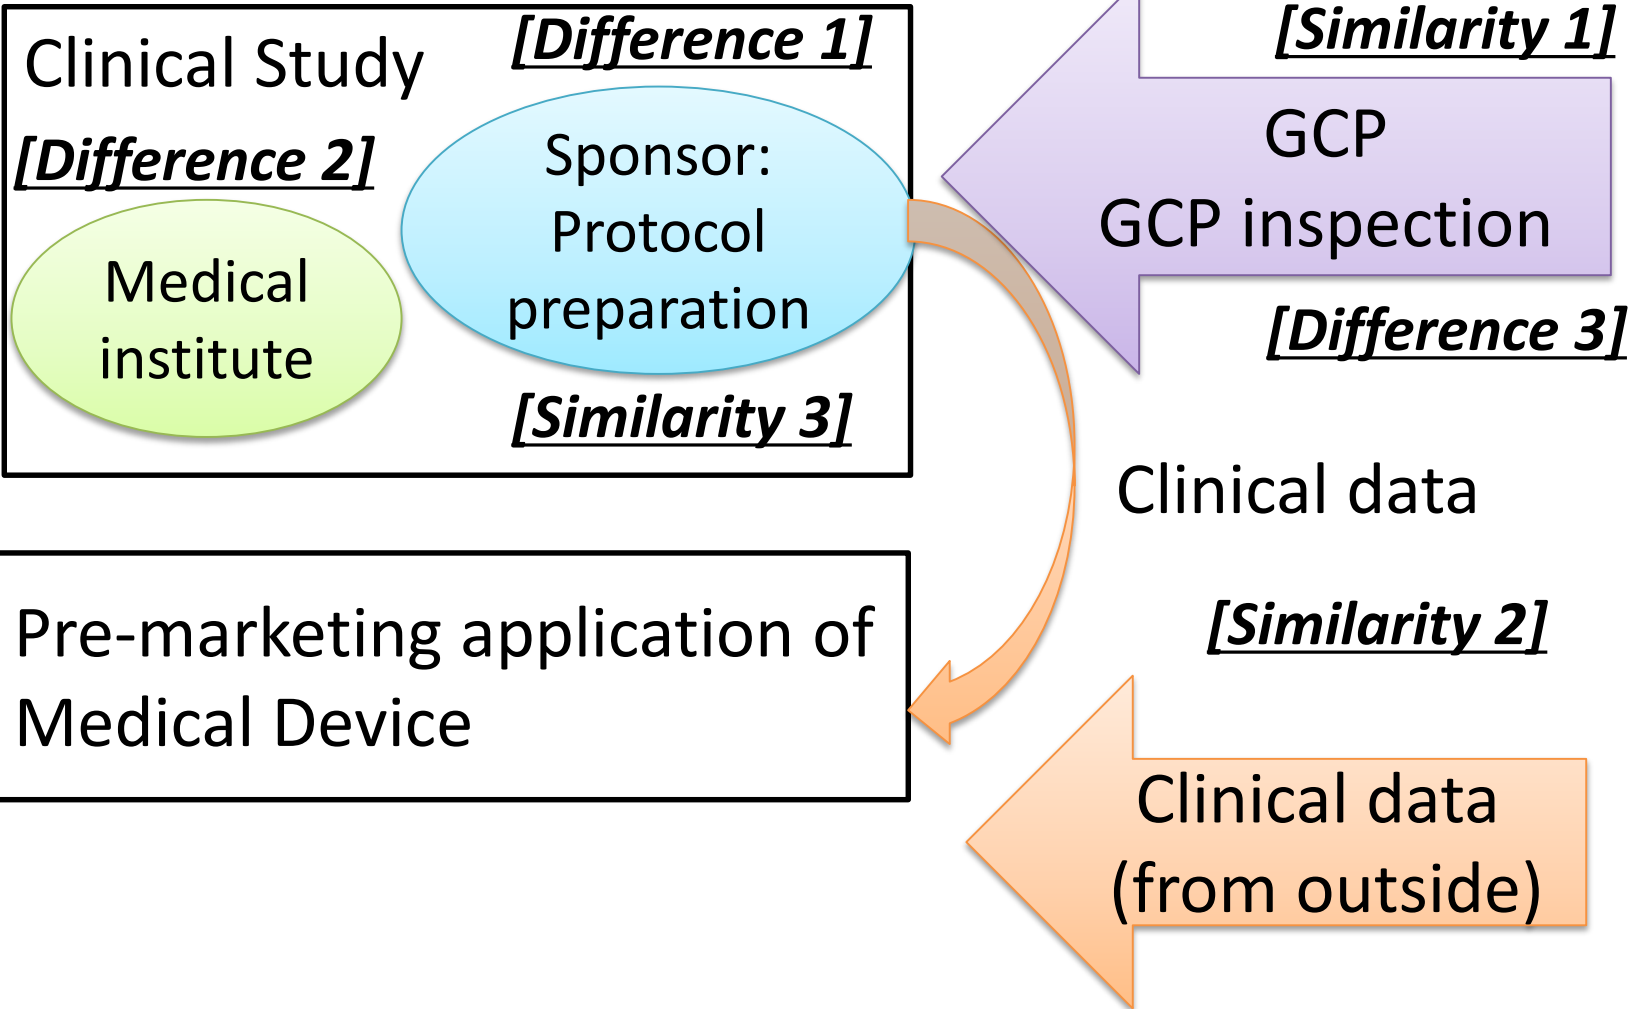 Clinical Study
[Difference 1]
[Difference 2]
Sponsor:
Protocol
preparation
Medical
institute
[Similarity 3]
[Similarity 1]
GCP
GCP inspection
[Difference 3]
Clinical data
[Similarity 2]
Pre-marketing application of
Medical Device
Clinical data
(from outside)